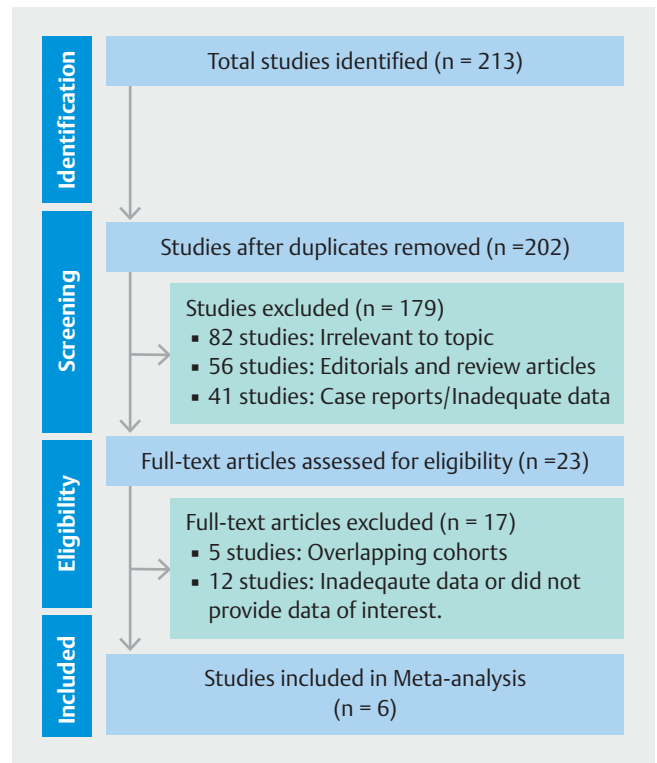 Identification
Total studies identified (n = 213)
Screening
Studies after duplicates removed (n =202)
Studies excluded (n = 179)
▪ 82 studies: Irrelevant to topic
▪ 56 studies: Editorials and review articles
▪ 41 studies: Case reports/Inadequate data
Eligibility
Full-text articles assessed for eligibility (n =23)
Full-text articles excluded (n = 17)
▪ 5 studies: Overlapping cohorts
▪ 12 studies: Inadeqaute data or did not
provide data of interest.
Included
Studies included in Meta-analysis
(n = 6)